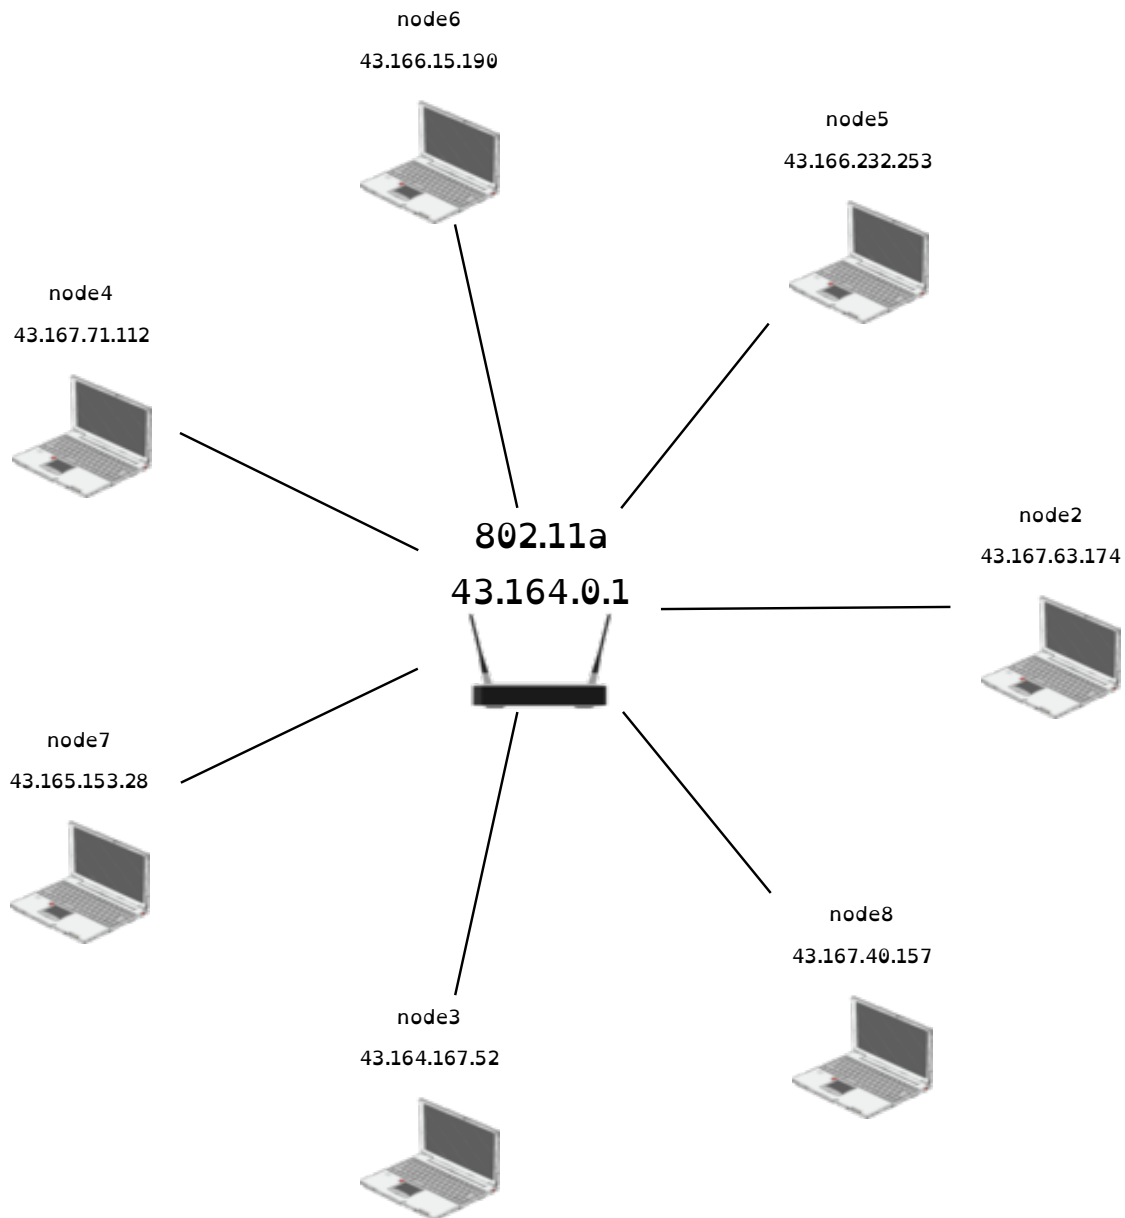 node6
43.166.15.190
node5
43.166.232.253
node4
43.167.71.112
node2
43.167.63.174
802.11a
43.164.0.1
node7
43.165.153.28
node8
43.167.40.157
node3
43.164.167.52